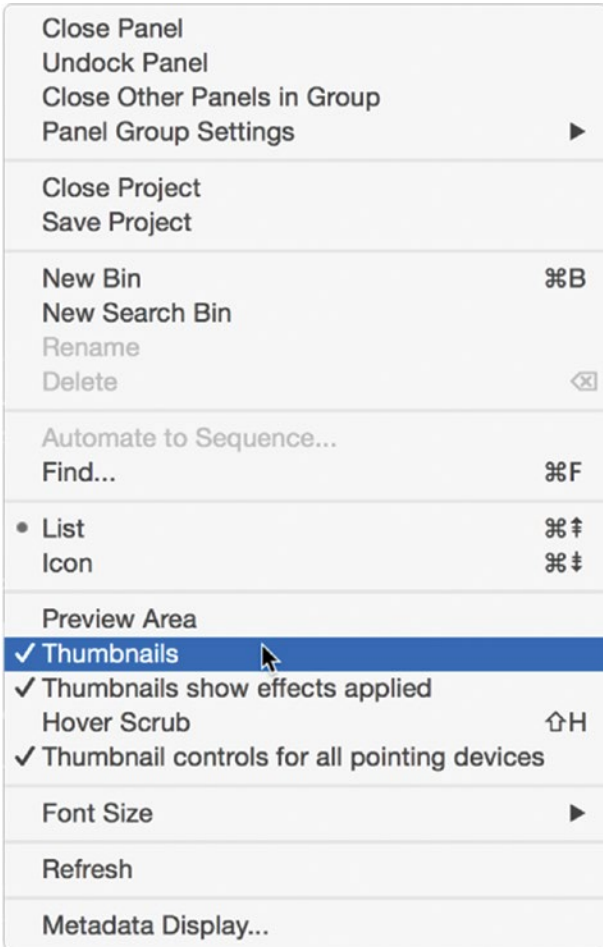 Close Panel
Undock Panel
Close Other Panels in Group
Panel Group Settings ▶
Close Project
Save Project
New Bin ⌘B
New Search Bin
Rename
Delete ⌫
Automate to Sequence...
Find... ⌘F
• List ⌘⇞
Icon ⌘⇟
Preview Area
✓ Thumbnails
✓ Thumbnails show effects applied
Hover Scrub ⇧H
✓ Thumbnail controls for all pointing devices
Font Size ▶
Refresh
Metadata Display...